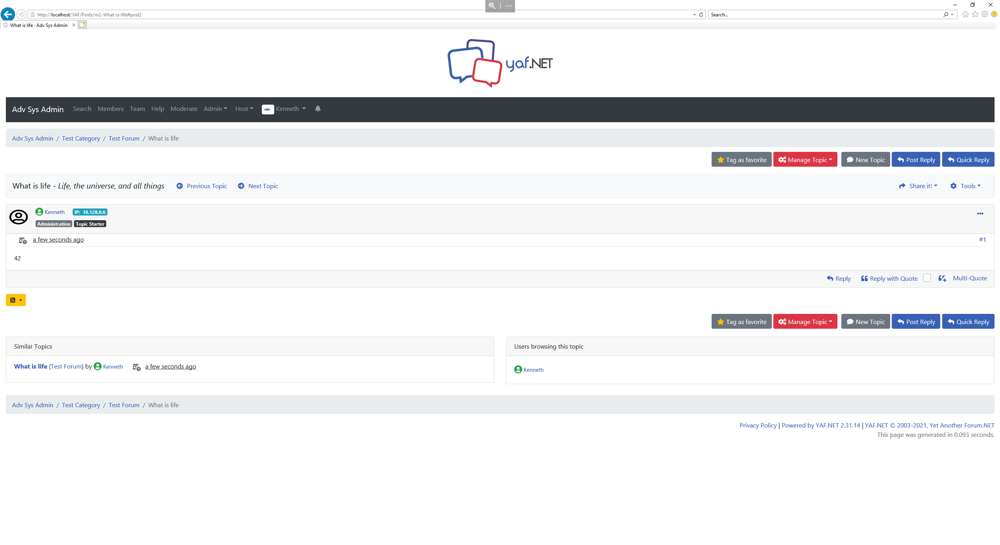 http://localhost/YAF/Posts/m2-What-is-life#post2
Search...
What is life · Adv Sys Admin
yaf.NET
Adv Sys Admin Search Members Team Help Moderate Admin Host Kenneth
Adv Sys Admin / Test Category / Test Forum / What is life
Tag as favorite Manage Topic New Topic Post Reply Quick Reply
What is life - Life, the universe, and all things Previous Topic Next Topic Share it! Tools
Kenneth IP: 10.128.0.6
Administration Topic Starter
a few seconds ago #1
42
Reply Reply with Quote Multi-Quote
Tag as favorite Manage Topic New Topic Post Reply Quick Reply
Similar Topics
What is life (Test Forum) by Kenneth a few seconds ago
Users browsing this topic
Kenneth
Adv Sys Admin / Test Category / Test Forum / What is life
Privacy Policy | Powered by YAF.NET 2.31.14 | YAF.NET © 2003-2021, Yet Another Forum.NET
This page was generated in 0.093 seconds.